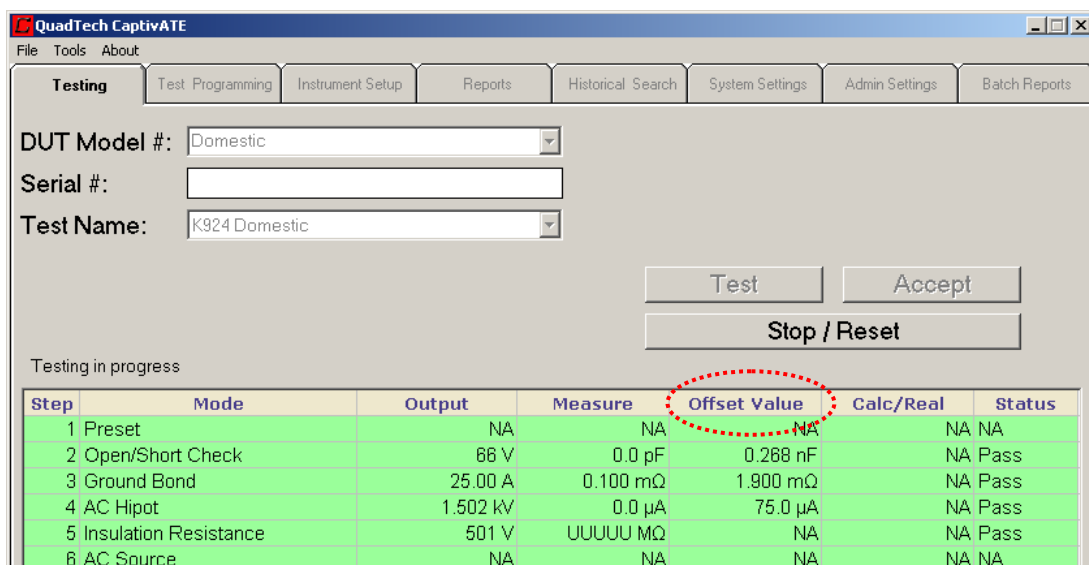 QuadTech CaptivATE
File Tools About
Testing Test Programming Instrument Setup Reports Historical Search System Settings Admin Settings Batch Reports
DUT Model #: Domestic
Serial #:
Test Name: K924 Domestic
Test Accept
Stop / Reset
Testing in progress
Step Mode Output Measure Offset Value Calc/Real Status
1 Preset NA NA NA NA NA
2 Open/Short Check 66 V 0.0 pF 0.268 nF NA Pass
3 Ground Bond 25.00 A 0.100 mΩ 1.900 mΩ NA Pass
4 AC Hipot 1.502 kV 0.0 µA 75.0 µA NA Pass
5 Insulation Resistance 501 V UUUUU MΩ NA NA Pass
6 AC Source NA NA NA NA NA